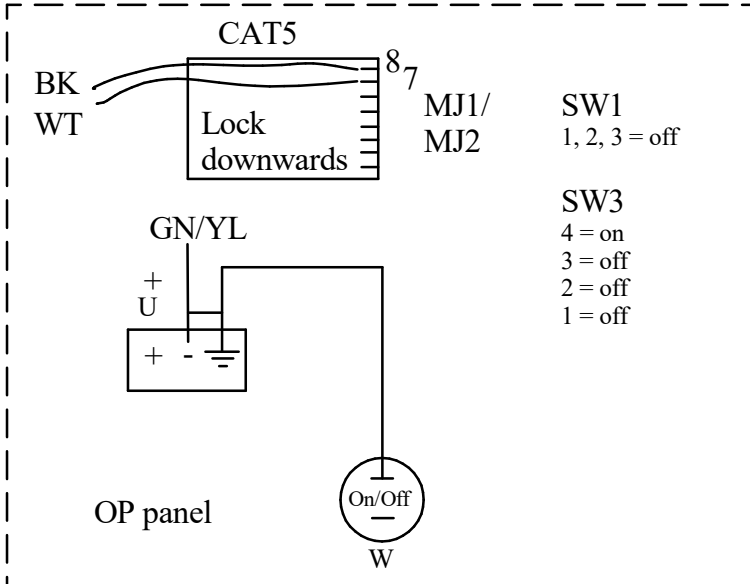 CAT5
BK
WT
8
7
Lock
downwards
MJ1/
MJ2
SW1
1, 2, 3 = off
SW3
4 = on
3 = off
2 = off
1 = off
GN/YL
+
U
+ -
On/Off
OP panel
W